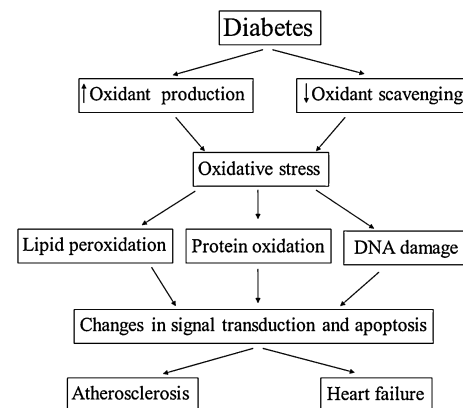 Diabetes
↑Oxidant production
↓Oxidant scavenging
Oxidative stress
Lipid peroxidation
Protein oxidation
DNA damage
Changes in signal transduction and apoptosis
Atherosclerosis
Heart failure